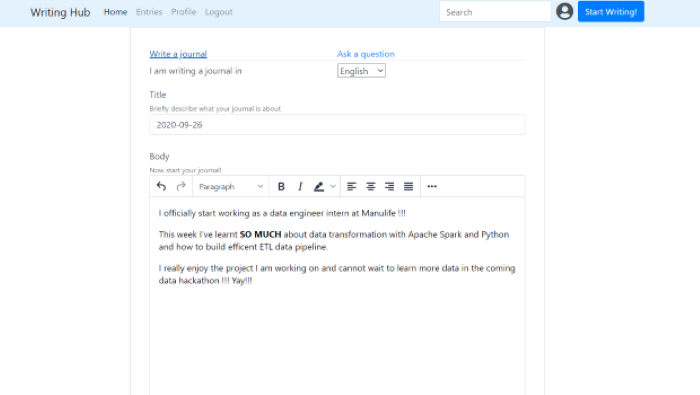 Writing Hub Home Entries Profile Logout Search Start Writing!
Write a journal Ask a question
I am writing a journal in English
Title
Briefly describe what your journal is about
2020-09-26
Body
Now start your journal!
Paragraph B I
I officially start working as a data engineer intern at Manulife !!!
This week I've learnt SO MUCH about data transformation with Apache Spark and Python
and how to build efficent ETL data pipeline.
I really enjoy the project I am working on and cannot wait to learn more data in the coming
data hackathon !!! Yay!!!